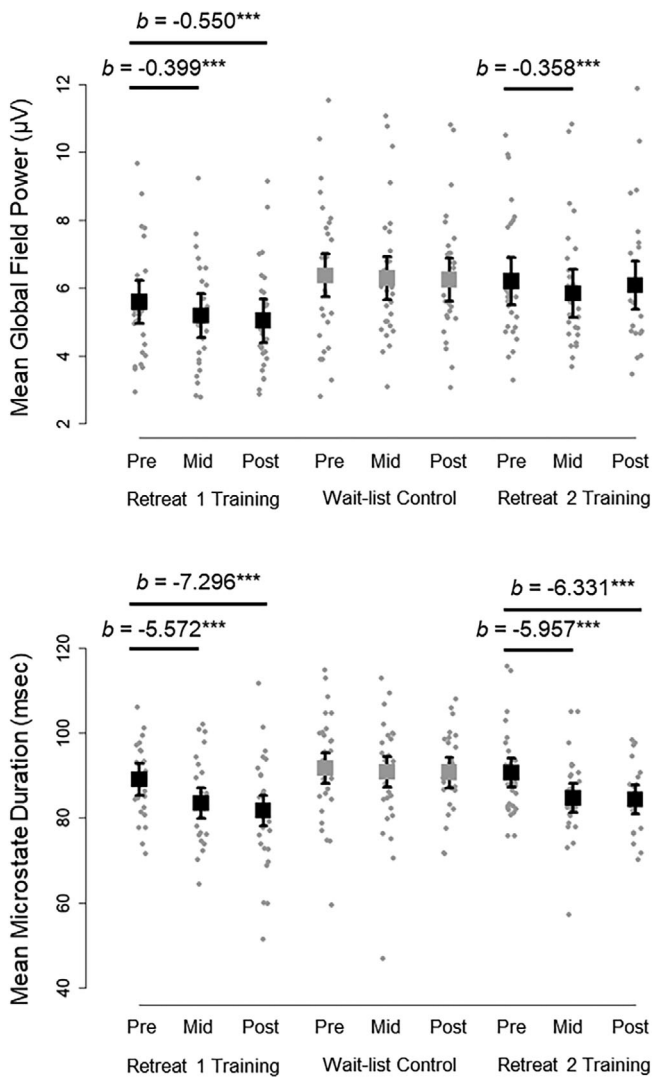 b = -0.550***
b = -0.399*** b = -0.358***
Mean Global Field Power (µV)
12
10
8
6
4
2
Pre Mid Post Pre Mid Post Pre Mid Post
Retreat 1 Training Wait-list Control Retreat 2 Training
b = -7.296*** b = -6.331***
b = -5.572*** b = -5.957***
Mean Microstate Duration (msec)
120
100
80
60
40
Pre Mid Post Pre Mid Post Pre Mid Post
Retreat 1 Training Wait-list Control Retreat 2 Training